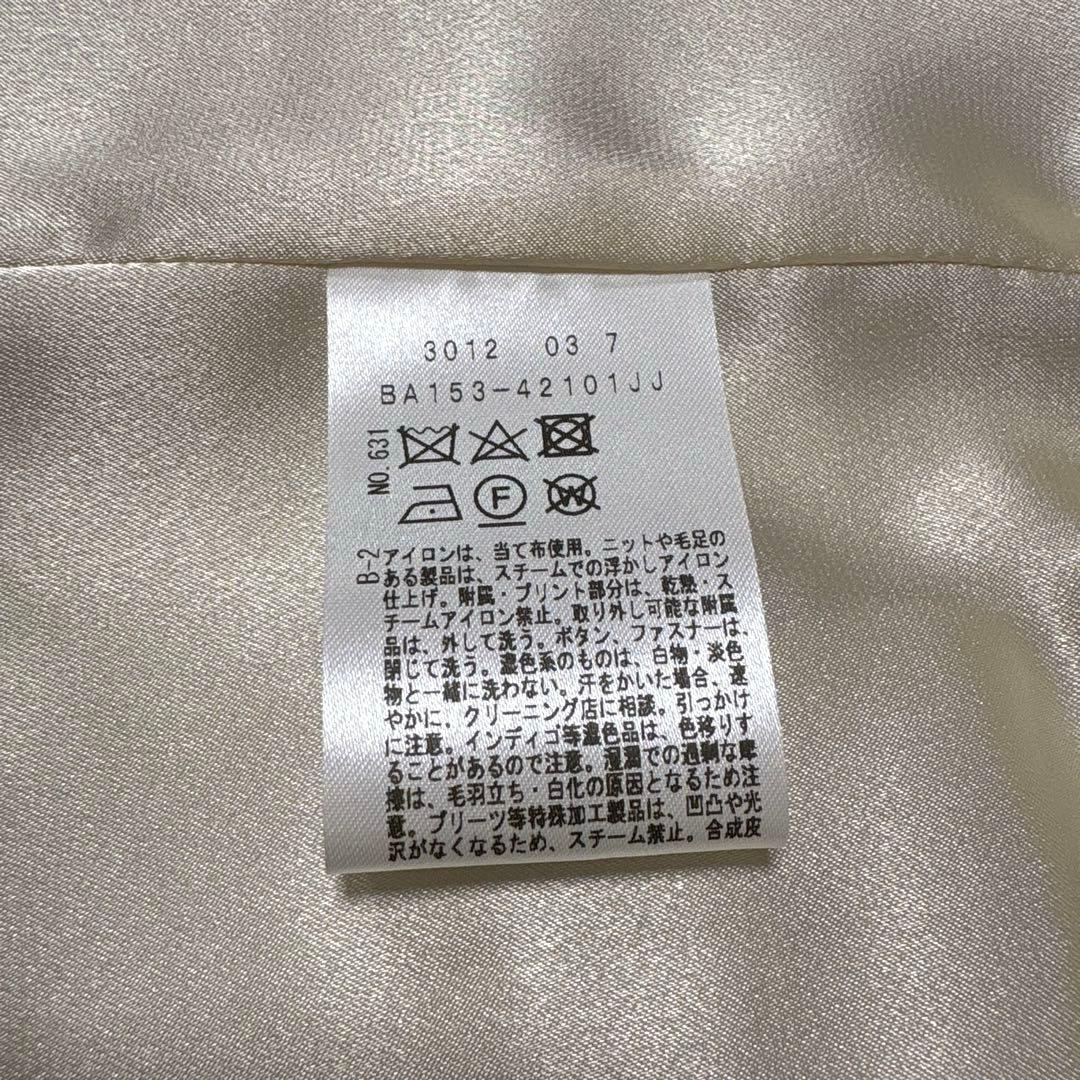 3012 03 7
BA153-42101JJ
NO.631
F
W
B-2
アイロンは、当て布使用。ニットや毛足の
ある製品は、スチームでの浮かしアイロン
仕上げ。附属・プリント部分は、乾熱・ス
チームアイロン禁止。取り外し可能な附属
品は、外して洗う。ボタン、ファスナーは、
閉じて洗う。濃色系のものは、白物・淡色
物と一緒に洗わない。汗をかいた場合、速
やかに、クリーニング店に相談。引っかけ
に注意。インディゴ等濃色品は、色移りす
ることがあるので注意。湿潤での過剰な摩
擦は、毛羽立ち・白化の原因となるため注
意。プリーツ等特殊加工製品は、凹凸や光
沢がなくなるため、スチーム禁止。合成皮